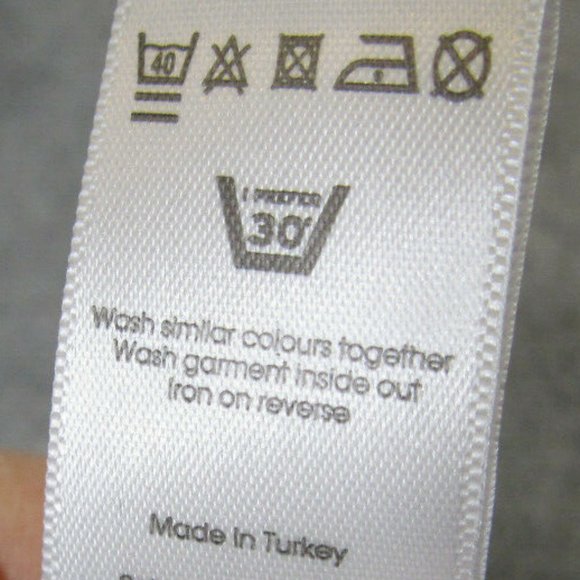 40
I PREFER
30°
Wash similar colours together
Wash garment inside out
Iron on reverse
Made in Turkey